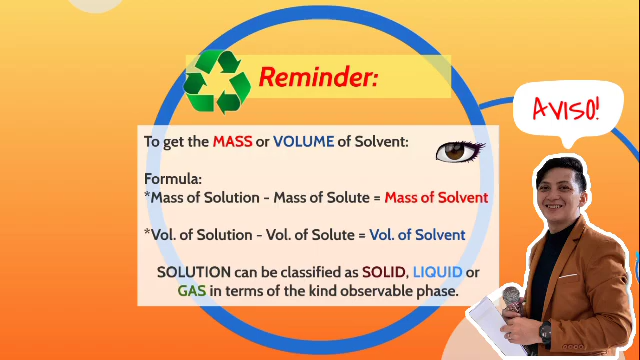 Reminder:
AVISO!
To get the MASS or VOLUME of Solvent:
Formula:
*Mass of Solution - Mass of Solute = Mass of Solvent
*Vol. of Solution - Vol. of Solute = Vol. of Solvent
SOLUTION can be classified as SOLID, LIQUID or
GAS in terms of the kind observable phase.